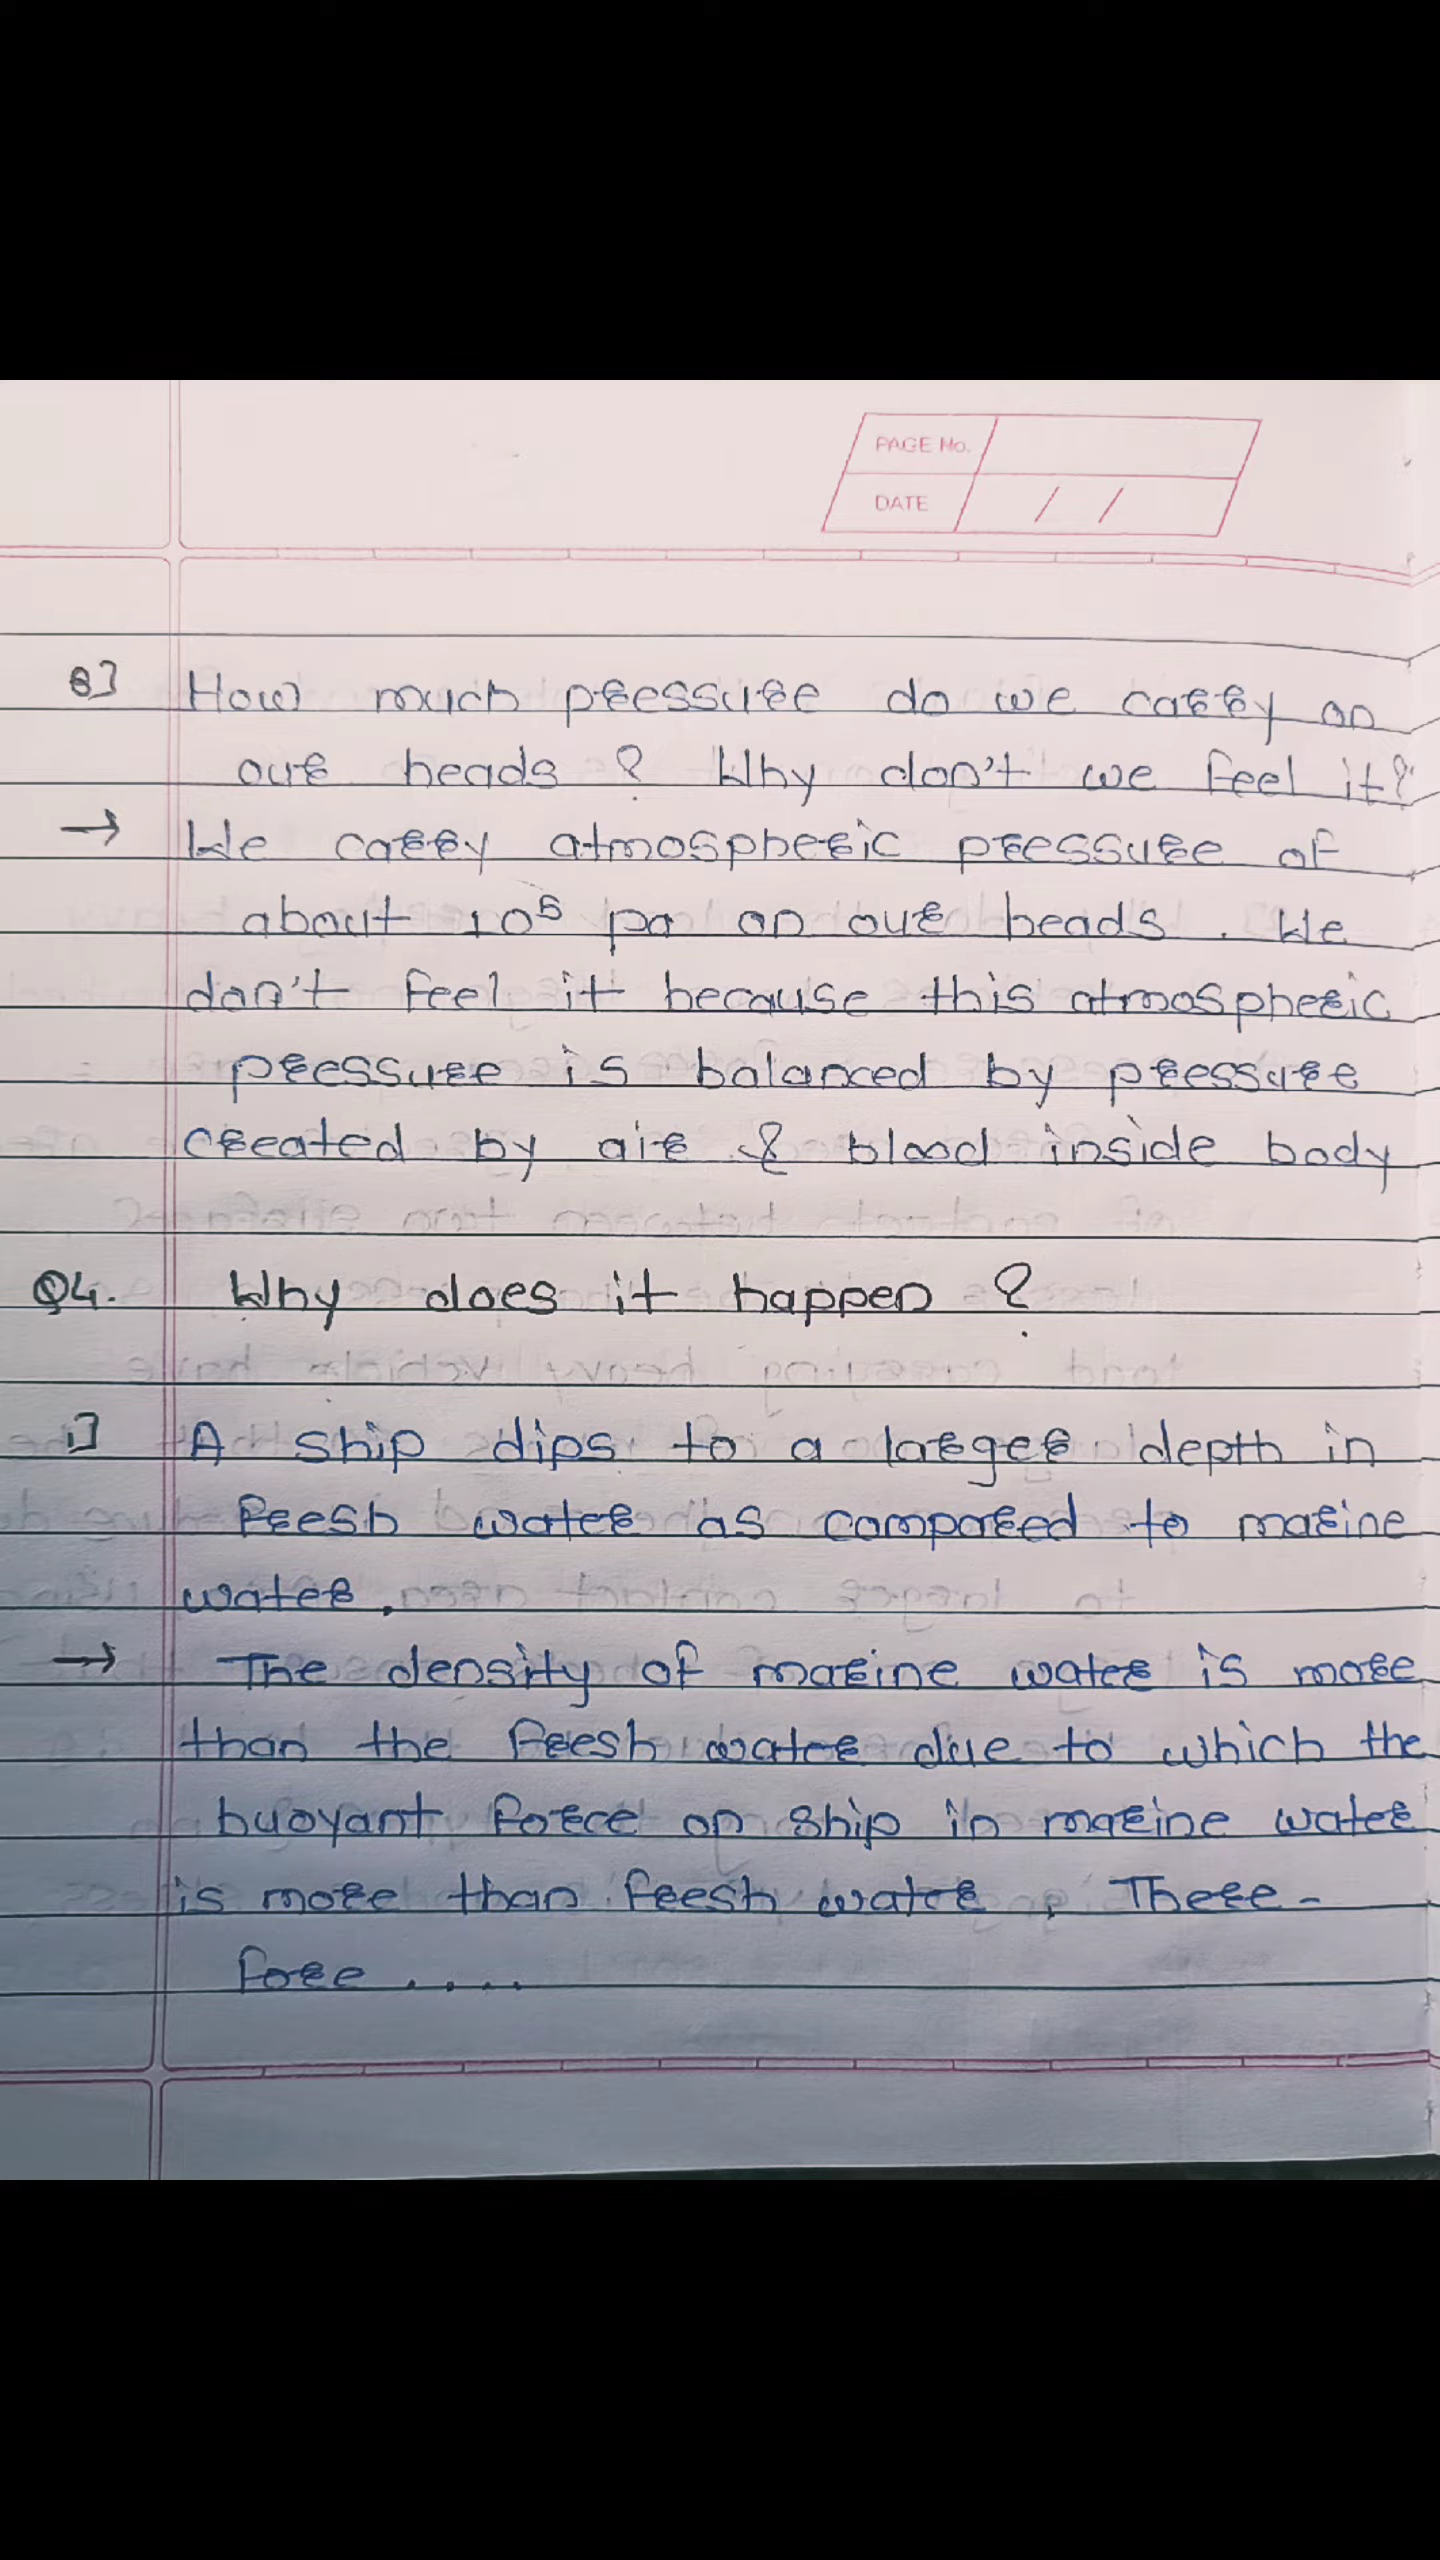 PAGE No.
DATE / /
8] How much pressure do we carry on
our heads ? Why don't we feel it?
→ We carry atmospheric pressure of
about 10⁵ pa on our heads. We
don't feel it because this atmospheric
pressure is balanced by pressure
created by air & blood inside body
Q4. Why does it happen ?
1] A ship dips to a larger depth in
fresh water as compared to marine
water.
→ The density of marine water is more
than the fresh water due to which the
buoyant force on ship in marine water
is more than fresh water, There-
fore ....